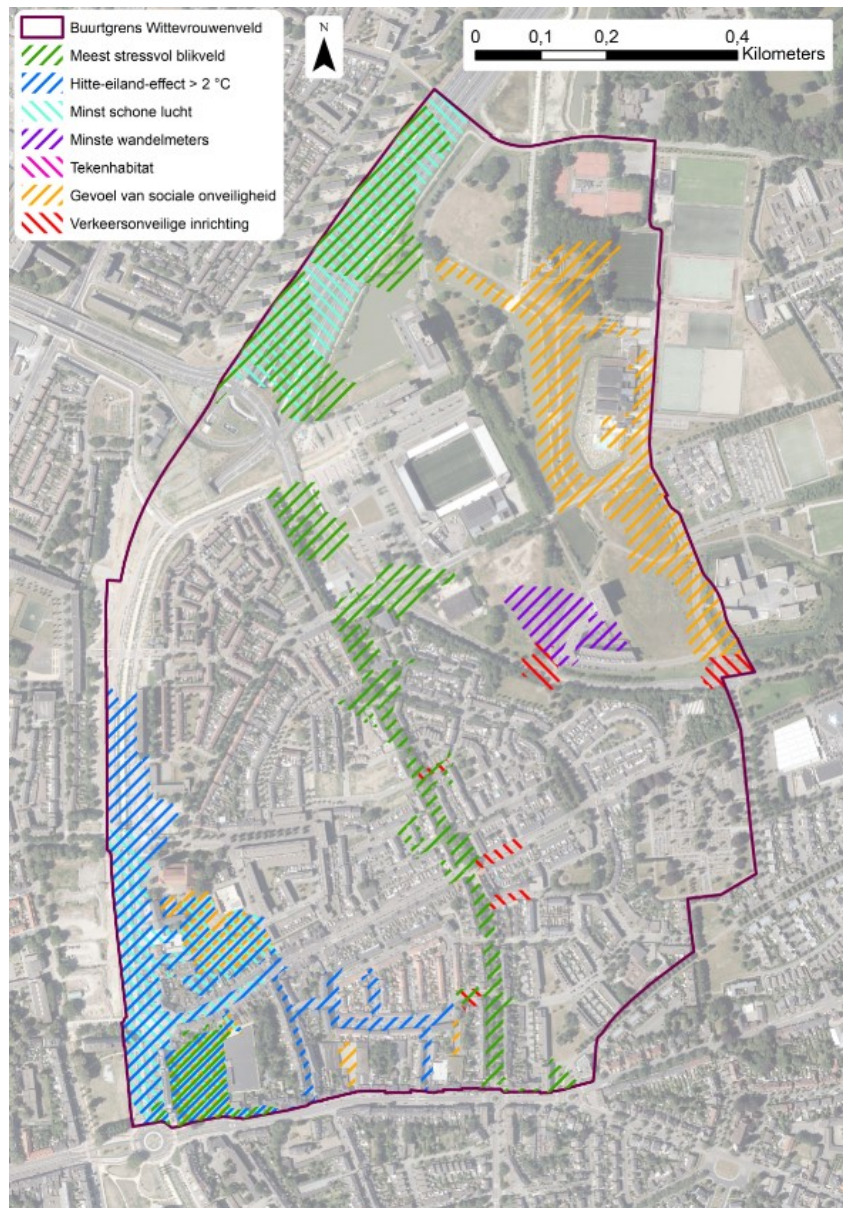 Buurtgrens Wittevrouwenveld
Meest stressvol blikveld
Hitte-eiland-effect > 2 °C
Minst schone lucht
Minste wandelmeters
Tekenhabitat
Gevoel van sociale onveiligheid
Verkeersonveilige inrichting
N
0 0,1 0,2 0,4
Kilometers